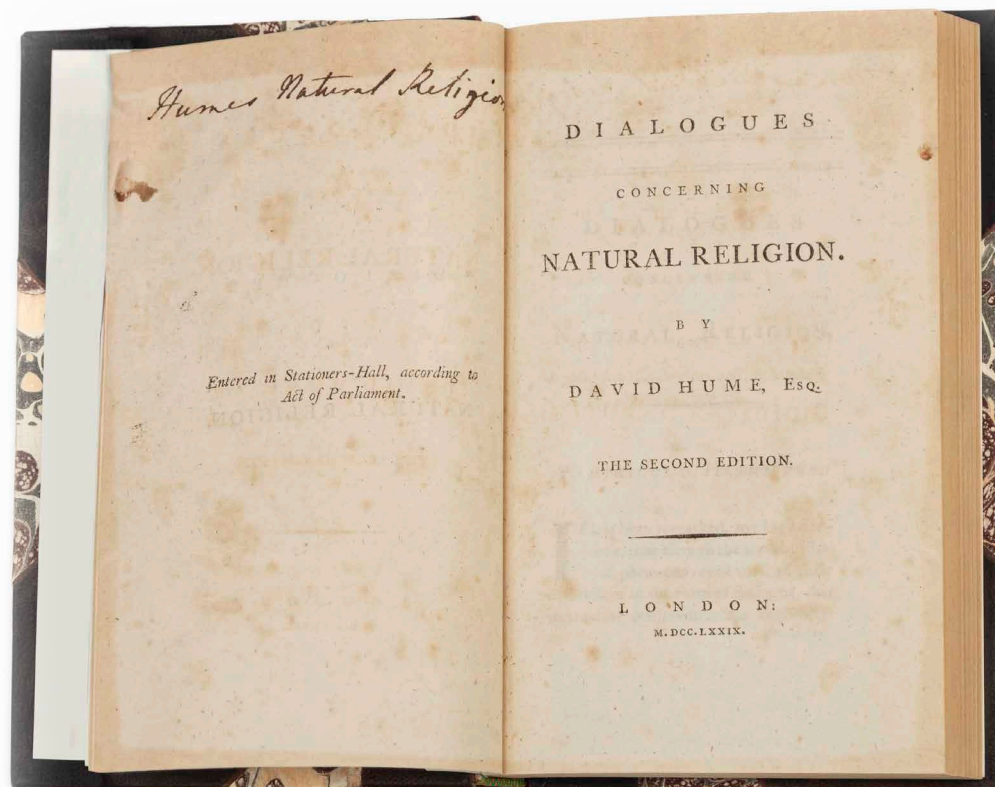 Humes Natural Religion
Entered in Stationers-Hall, according to
Act of Parliament.
DIALOGUES
CONCERNING
NATURAL RELIGION.
BY
DAVID HUME, Esq.
THE SECOND EDITION.
LONDON:
M.DCC.LXXIX.